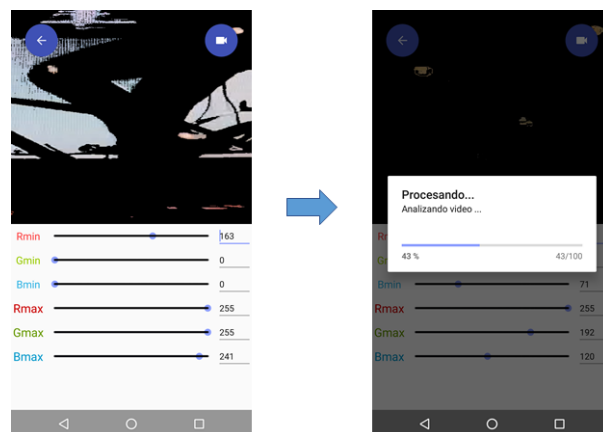 Rmin 163
Gmin 0
Bmin 0
Rmax 255
Gmax 255
Bmax 241
Procesando...
Analizando video ...
43 % 43/100
Bmin 71
Rmax 255
Gmax 192
Bmax 120